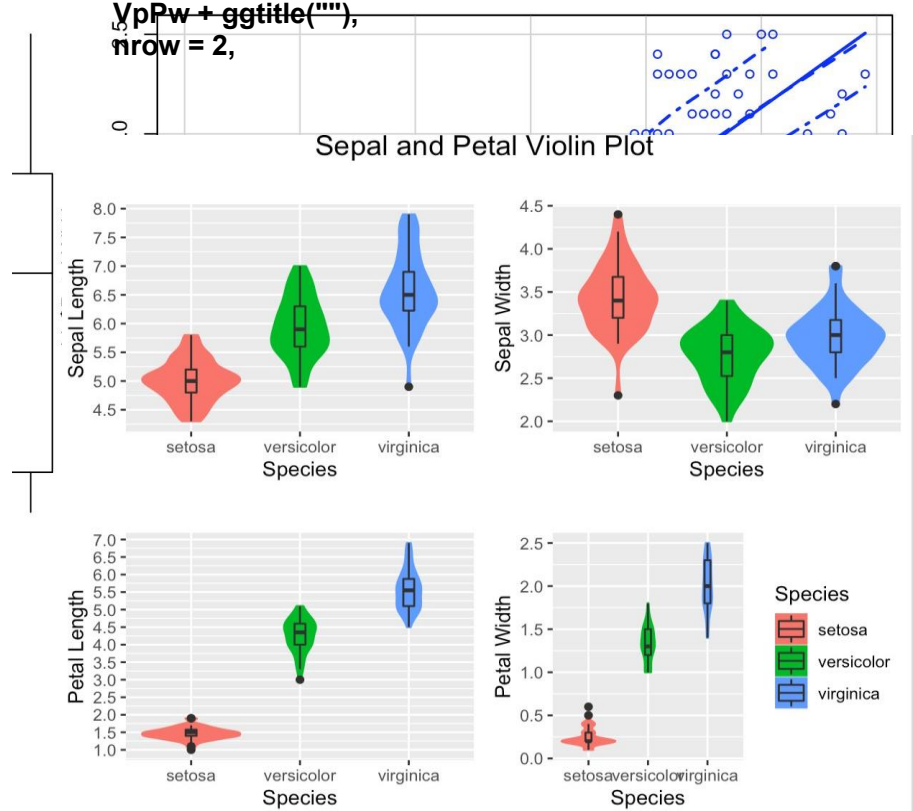 VpPw + ggtitle(""),
nrow = 2,
.0
Sepal and Petal Violin Plot
8.0
7.5
7.0
6.5
6.0
5.5
5.0
4.5
Sepal Length
setosa versicolor virginica
Species
4.5
4.0
3.5
3.0
2.5
2.0
Sepal Width
setosa versicolor virginica
Species
7.0
6.5
6.0
5.5
5.0
4.5
4.0
3.5
3.0
2.5
2.0
1.5
1.0
Petal Length
setosa versicolor virginica
Species
2.5
2.0
1.5
1.0
0.5
0.0
Petal Width
setosa versicolor virginica
Species
Species
setosa
versicolor
virginica